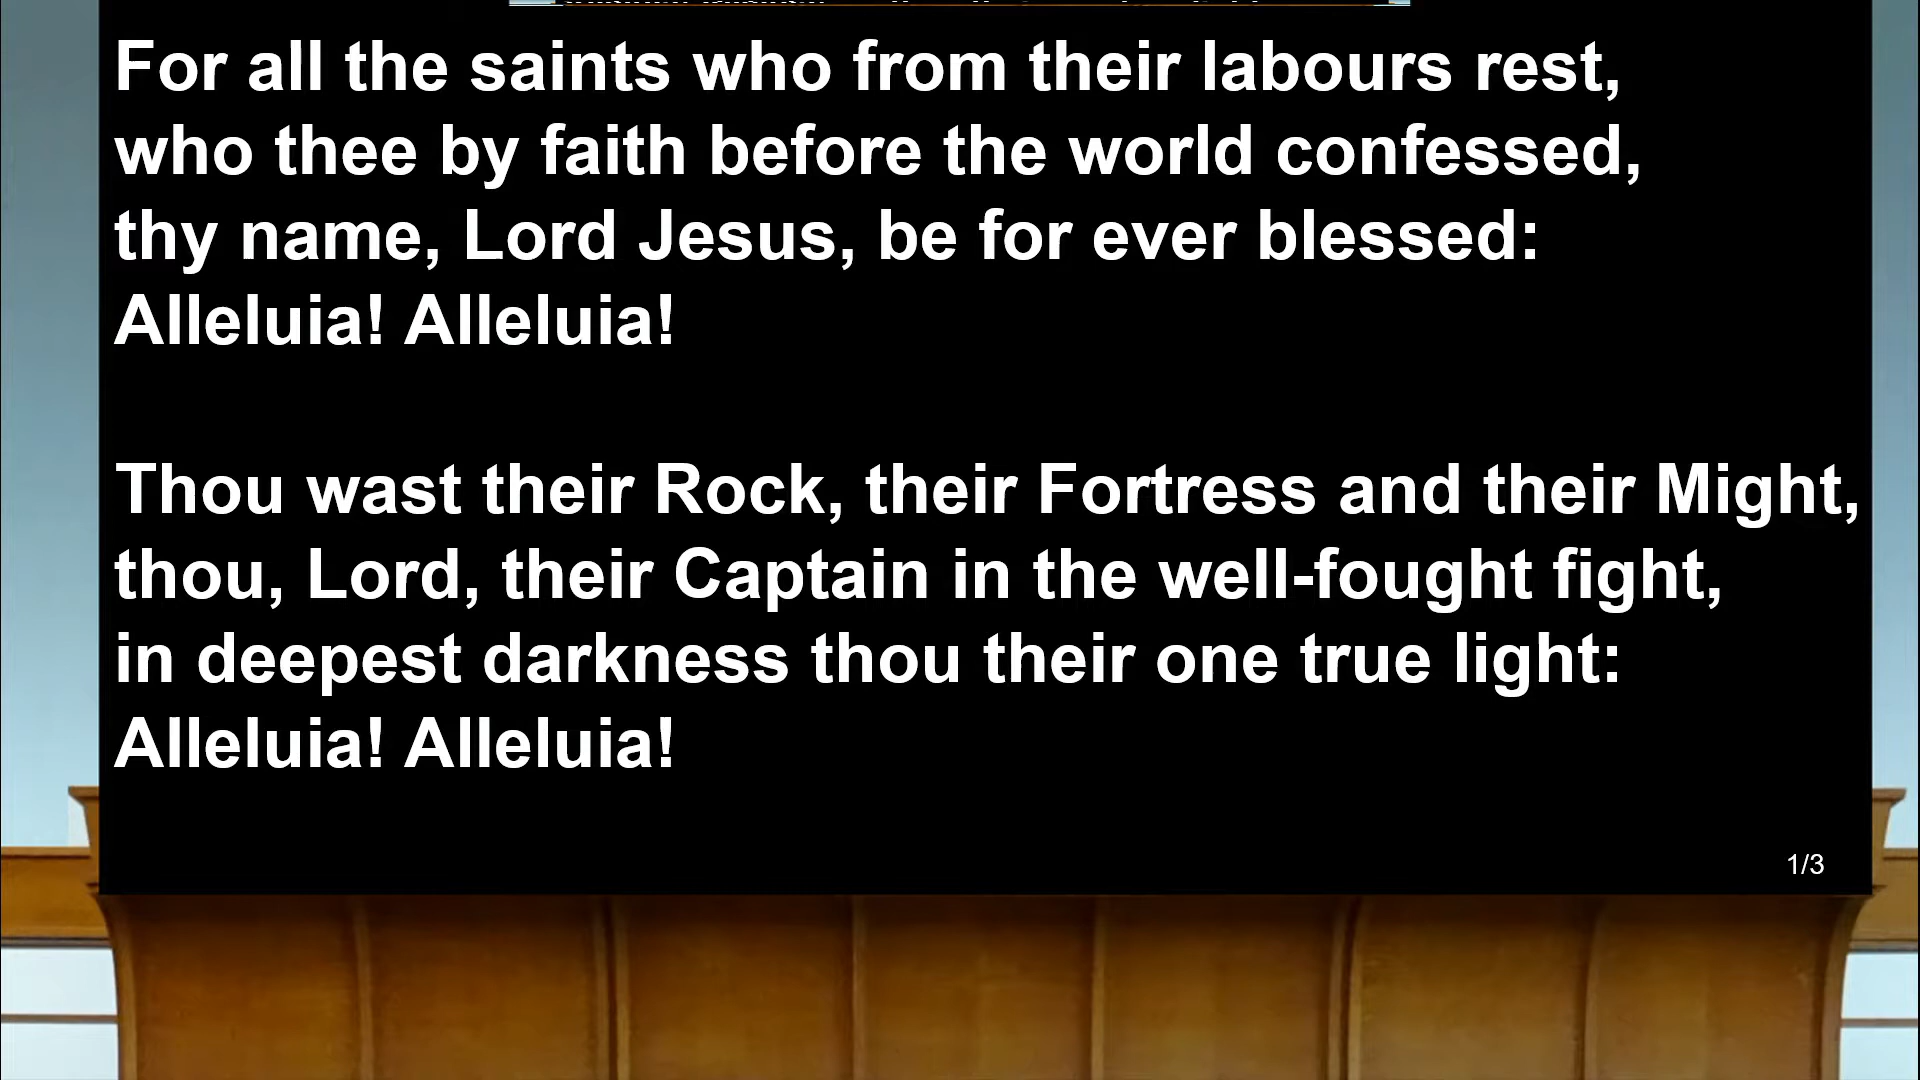 For all the saints who from their labours rest,
who thee by faith before the world confessed,
thy name, Lord Jesus, be for ever blessed:
Alleluia! Alleluia!
Thou wast their Rock, their Fortress and their Might,
thou, Lord, their Captain in the well-fought fight,
in deepest darkness thou their one true light:
Alleluia! Alleluia!
1/3